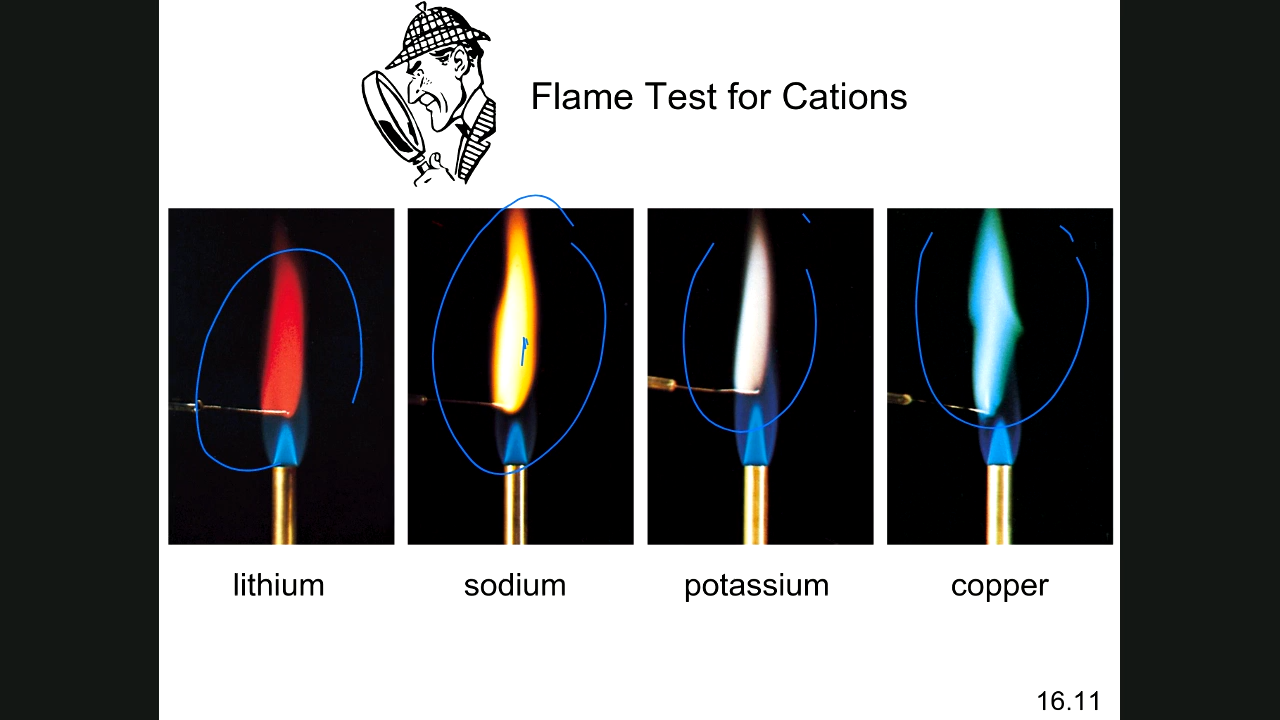 Flame Test for Cations
lithium
sodium
potassium
copper
16.11